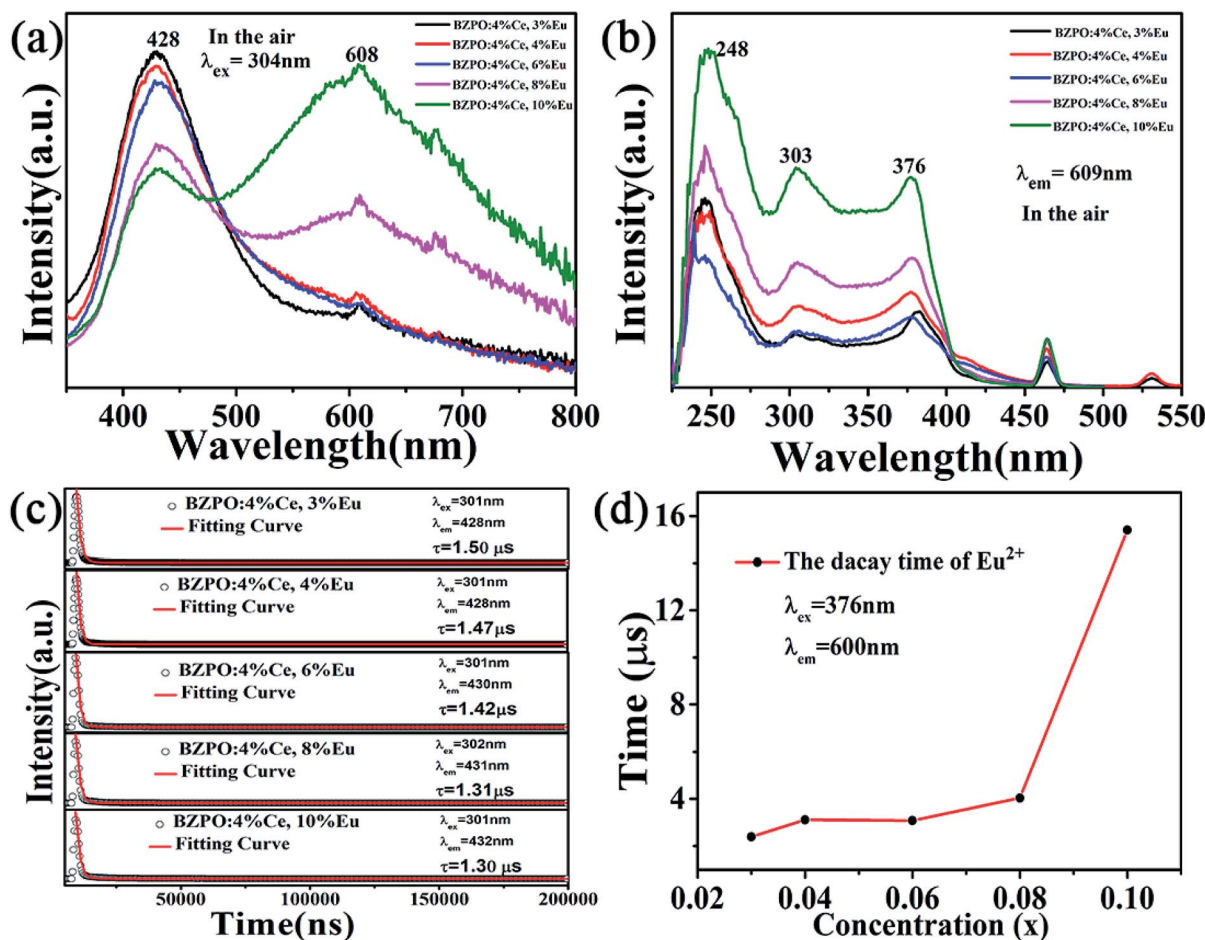 (a)
428
In the air
λex= 304nm
608
BZPO:4%Ce, 3%Eu
BZPO:4%Ce, 4%Eu
BZPO:4%Ce, 6%Eu
BZPO:4%Ce, 8%Eu
BZPO:4%Ce, 10%Eu
Intensity(a.u.)
400 500 600 700 800
Wavelength(nm)
(b)
248
303
376
BZPO:4%Ce, 3%Eu
BZPO:4%Ce, 4%Eu
BZPO:4%Ce, 6%Eu
BZPO:4%Ce, 8%Eu
BZPO:4%Ce, 10%Eu
λem= 609nm
In the air
Intensity(a.u.)
250 300 350 400 450 500 550
Wavelength(nm)
(c)
BZPO:4%Ce, 3%Eu
Fitting Curve
λex=301nm
λem=428nm
τ=1.50 μs
BZPO:4%Ce, 4%Eu
Fitting Curve
λex=301nm
λem=428nm
τ=1.47μs
BZPO:4%Ce, 6%Eu
Fitting Curve
λex=301nm
λem=430nm
τ=1.42μs
BZPO:4%Ce, 8%Eu
Fitting Curve
λex=302nm
λem=431nm
τ=1.31μs
BZPO:4%Ce, 10%Eu
Fitting Curve
λex=301nm
λem=432nm
τ=1.30 μs
Intensity(a.u.)
50000 100000 150000 200000
Time(ns)
(d)
The dacay time of Eu2+
λex=376nm
λem=600nm
Time (μs)
16
12
8
4
0.02 0.04 0.06 0.08 0.10
Concentration (x)